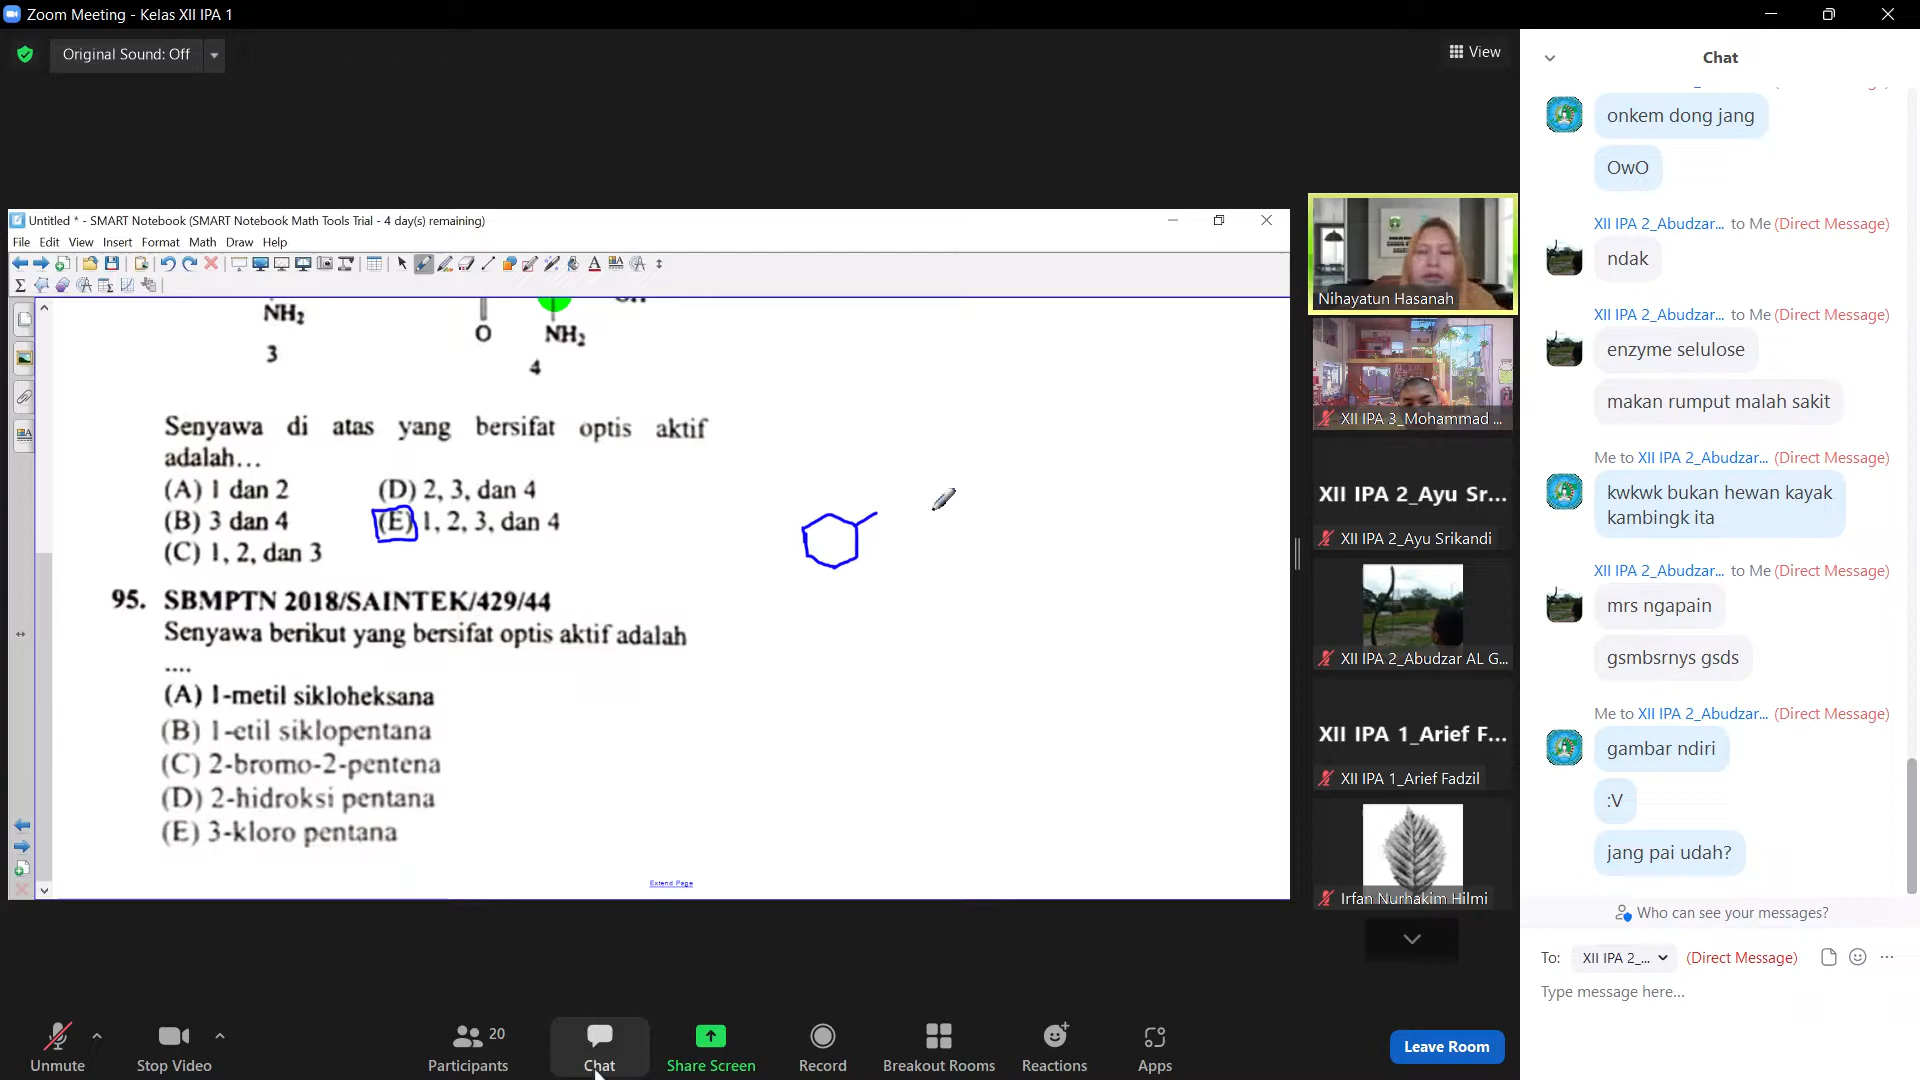 Zoom Meeting - Kelas XII IPA 1
Original Sound: Off
View
Untitled * - SMART Notebook (SMART Notebook Math Tools Trial - 4 day(s) remaining)
File Edit View Insert Format Math Draw Help
NH₂
3
O
NH₂
4
Senyawa di atas yang bersifat optis aktif
adalah...
(A) 1 dan 2
(D) 2, 3, dan 4
(B) 3 dan 4
(E) 1, 2, 3, dan 4
(C) 1, 2, dan 3
95. SBMPTN 2018/SAINTEK/429/44
Senyawa berikut yang bersifat optis aktif adalah
....
(A) 1-metil sikloheksana
(B) 1-etil siklopentana
(C) 2-bromo-2-pentena
(D) 2-hidroksi pentana
(E) 3-kloro pentana
Extend Page
Nihayatun Hasanah
XII IPA 3_Mohammad ...
XII IPA 2_Ayu Sr...
XII IPA 2_Ayu Srikandi
XII IPA 2_Abudzar AL G...
XII IPA 1_Arief F...
XII IPA 1_Arief Fadzil
Irfan Nurhakim Hilmi
Chat
onkem dong jang
OwO
XII IPA 2_Abudzar... to Me (Direct Message)
ndak
XII IPA 2_Abudzar... to Me (Direct Message)
enzyme selulose
makan rumput malah sakit
Me to XII IPA 2_Abudzar... (Direct Message)
kwkwk bukan hewan kayak
kambingk ita
XII IPA 2_Abudzar... to Me (Direct Message)
mrs ngapain
gsmbsrnys gsds
Me to XII IPA 2_Abudzar... (Direct Message)
gambar ndiri
:V
jang pai udah?
Who can see your messages?
To: XII IPA 2_... (Direct Message)
Type message here...
Unmute
Stop Video
20
Participants
Chat
Share Screen
Record
Breakout Rooms
Reactions
Apps
Leave Room